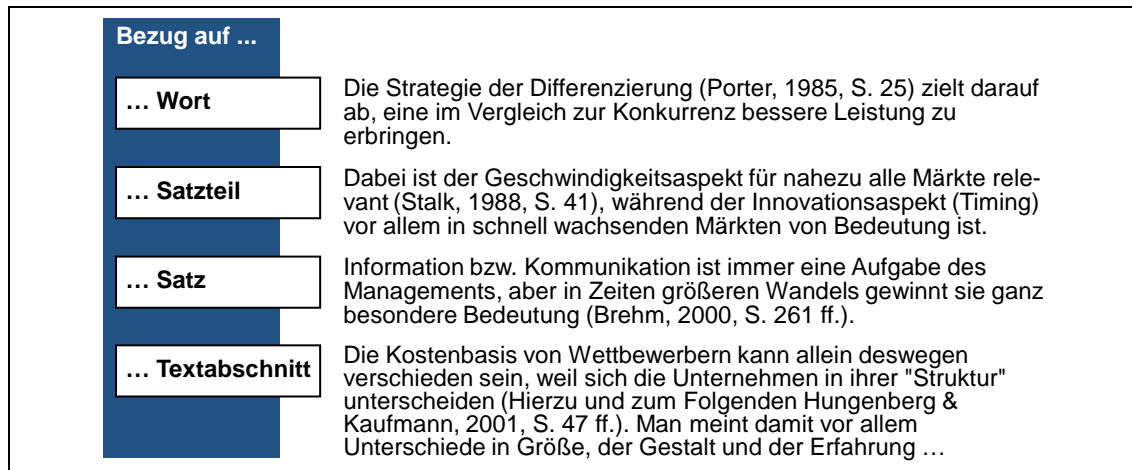 Bezug auf ...
… Wort
Die Strategie der Differenzierung (Porter, 1985, S. 25) zielt darauf
ab, eine im Vergleich zur Konkurrenz bessere Leistung zu
erbringen.
… Satzteil
Dabei ist der Geschwindigkeitsaspekt für nahezu alle Märkte rele-
vant (Stalk, 1988, S. 41), während der Innovationsaspekt (Timing)
vor allem in schnell wachsenden Märkten von Bedeutung ist.
… Satz
Information bzw. Kommunikation ist immer eine Aufgabe des
Managements, aber in Zeiten größeren Wandels gewinnt sie ganz
besondere Bedeutung (Brehm, 2000, S. 261 ff.).
… Textabschnitt
Die Kostenbasis von Wettbewerbern kann allein deswegen
verschieden sein, weil sich die Unternehmen in ihrer "Struktur"
unterscheiden (Hierzu und zum Folgenden Hungenberg &
Kaufmann, 2001, S. 47 ff.). Man meint damit vor allem
Unterschiede in Größe, der Gestalt und der Erfahrung …